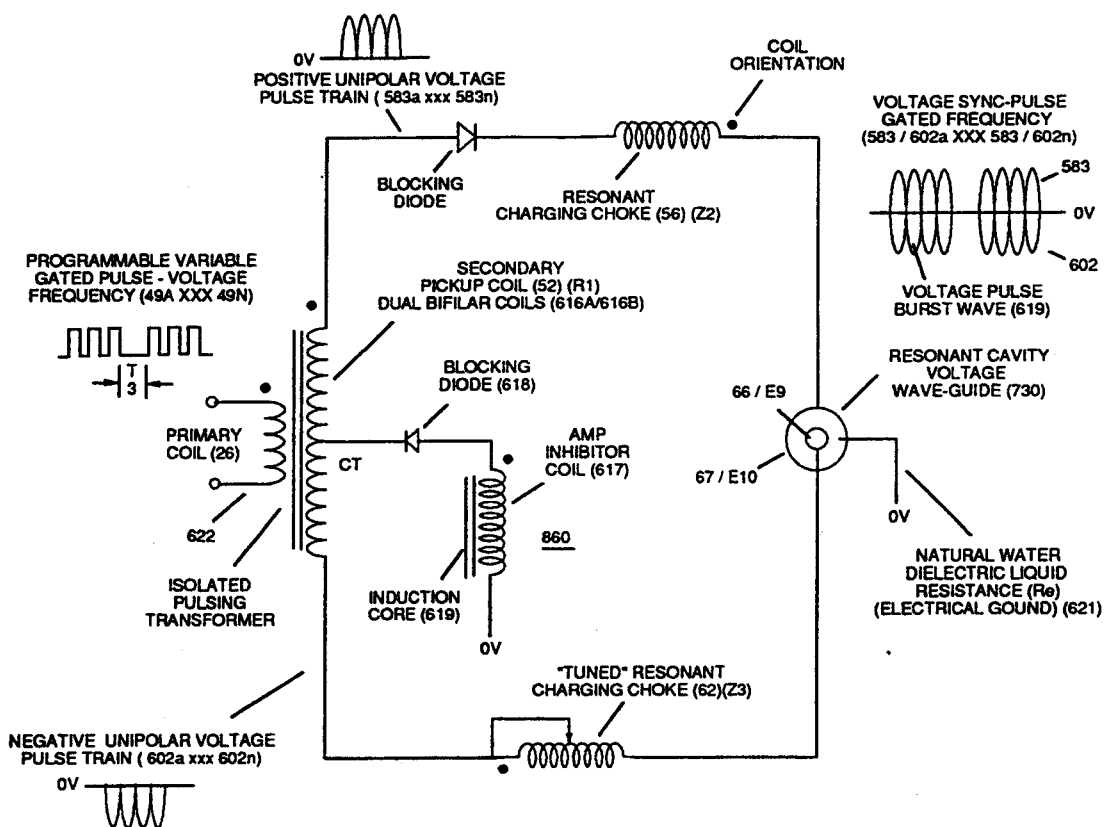 0V
POSITIVE UNIPOLAR VOLTAGE
PULSE TRAIN ( 583a xxx 583n)
COIL
ORIENTATION
BLOCKING
DIODE
RESONANT
CHARGING CHOKE (56) (Z2)
VOLTAGE SYNC-PULSE
GATED FREQUENCY
(583 / 602a XXX 583 / 602n)
583
0V
602
VOLTAGE PULSE
BURST WAVE (619)
PROGRAMMABLE VARIABLE
GATED PULSE - VOLTAGE
FREQUENCY (49A XXX 49N)
T
3
SECONDARY
PICKUP COIL (52) (R1)
DUAL BIFILAR COILS (616A/616B)
BLOCKING
DIODE (618)
RESONANT CAVITY
VOLTAGE
WAVE-GUIDE (730)
66 / E9
67 / E10
PRIMARY
COIL (26)
CT
AMP
INHIBITOR
COIL (617)
622
860
0V
ISOLATED
PULSING
TRANSFORMER
INDUCTION
CORE (619)
0V
NATURAL WATER
DIELECTRIC LIQUID
RESISTANCE (Re)
(ELECTRICAL GOUND) (621)
"TUNED" RESONANT
CHARGING CHOKE (62)(Z3)
NEGATIVE UNIPOLAR VOLTAGE
PULSE TRAIN ( 602a xxx 602n)
0V